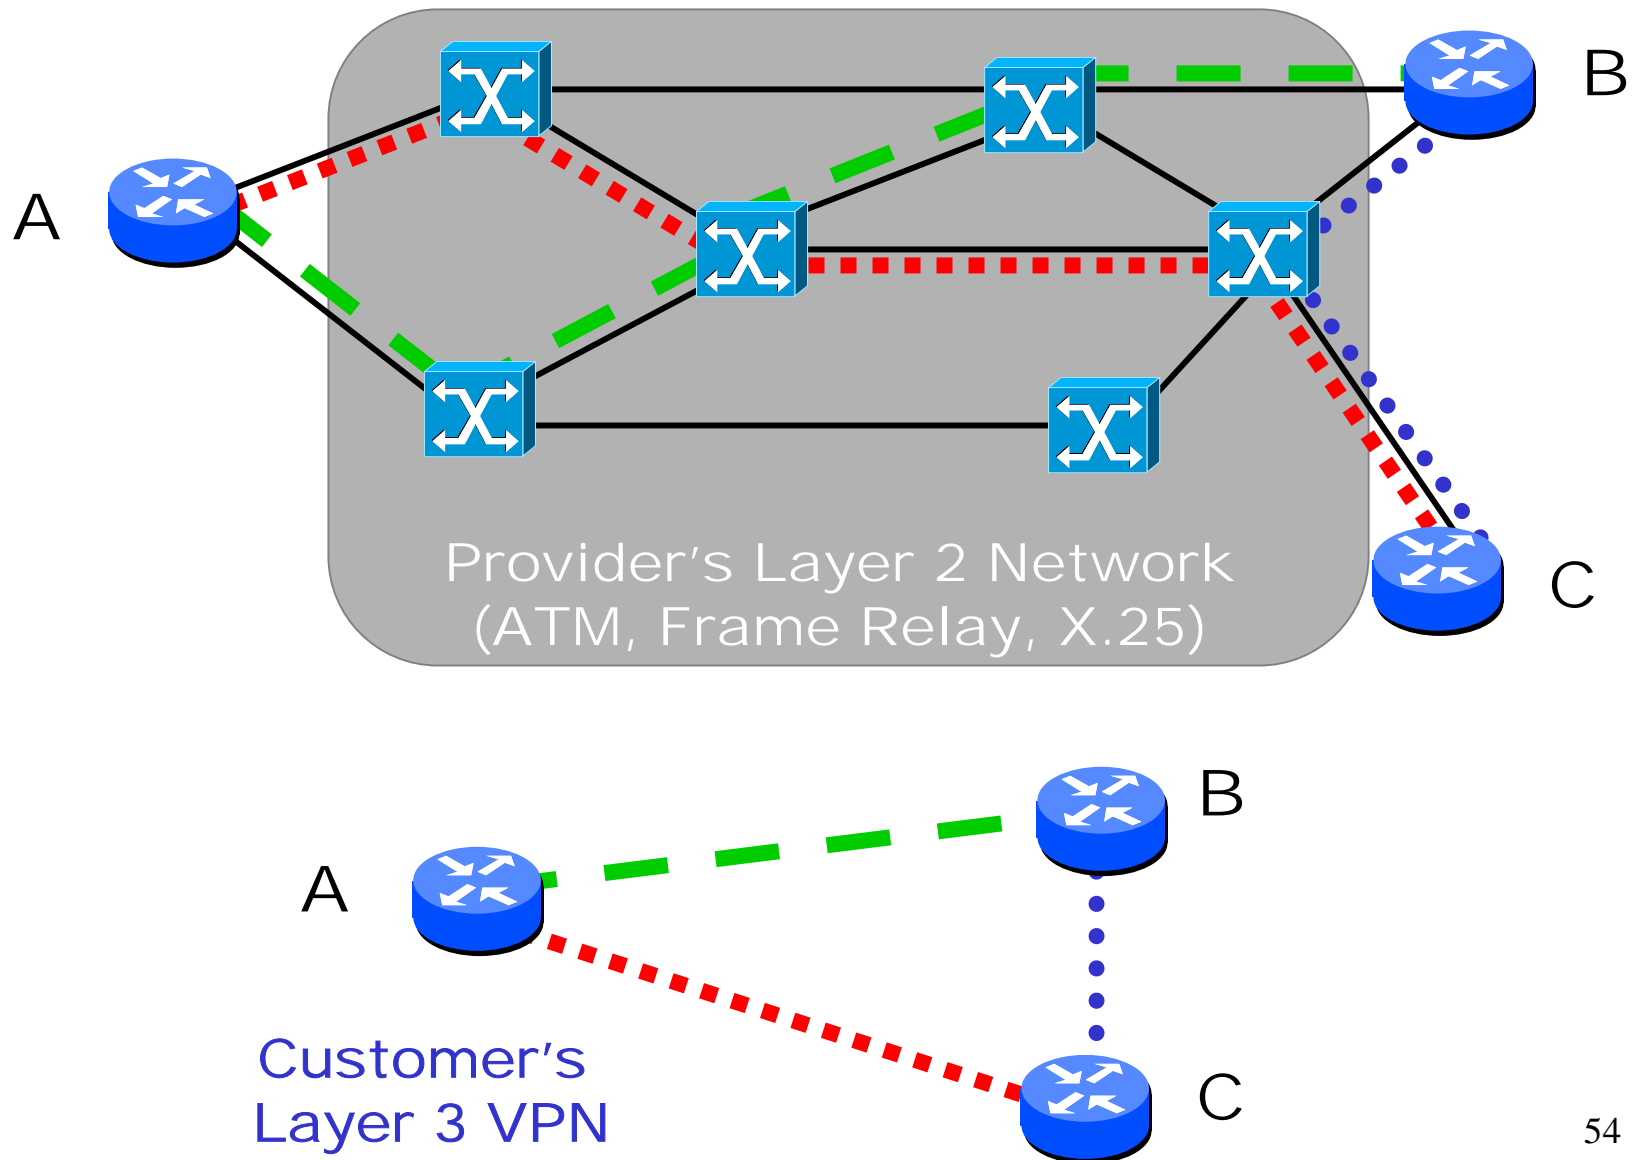 B
A
C
Provider's Layer 2 Network
(ATM, Frame Relay, X.25)
B
A
Customer's
Layer 3 VPN
C
54